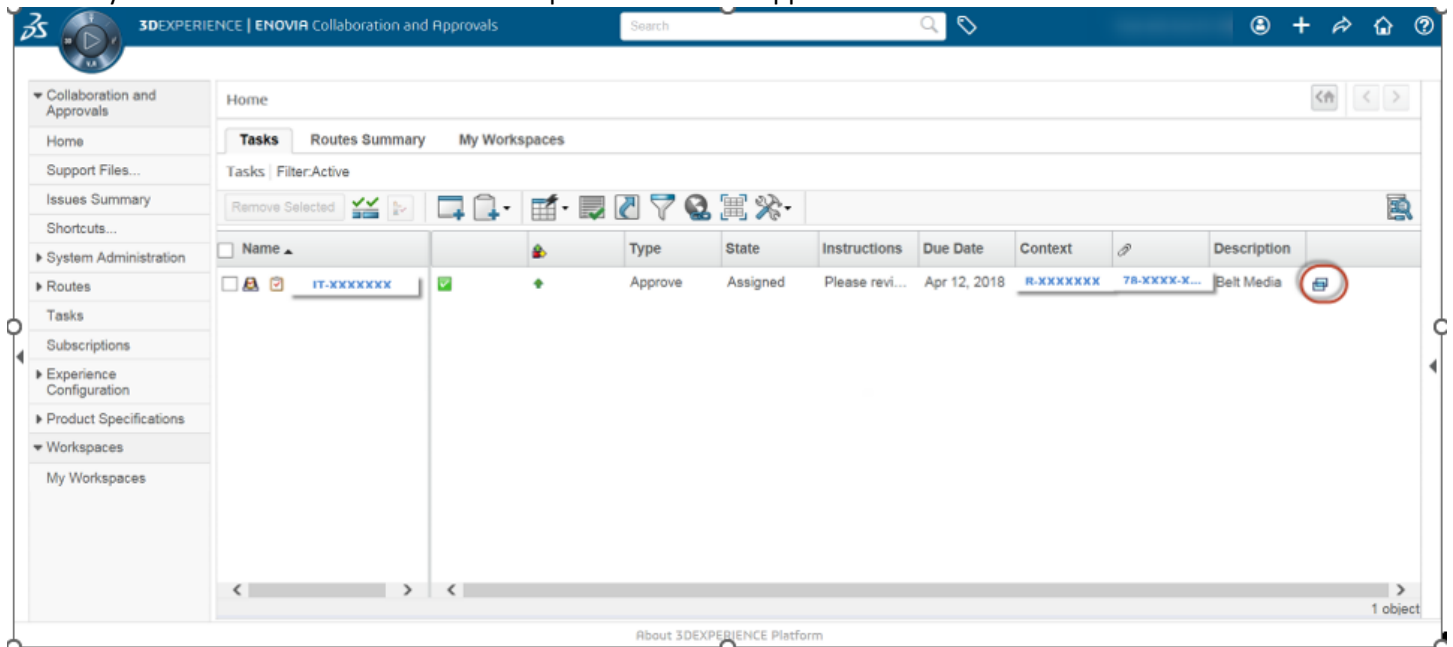 3DEXPERIENCE | ENOVIA Collaboration and Approvals
Search
Collaboration and
Approvals
Home
Support Files...
Issues Summary
Shortcuts...
System Administration
Routes
Tasks
Subscriptions
Experience
Configuration
Product Specifications
Workspaces
My Workspaces
Home
Tasks Routes Summary My Workspaces
Tasks | Filter:Active
Remove Selected
Name Type State Instructions Due Date Context Description
IT-XXXXXXX Approve Assigned Please revi... Apr 12, 2018 R-XXXXXXX 78-XXXX-X... Belt Media
1 object
About 3DEXPERIENCE Platform